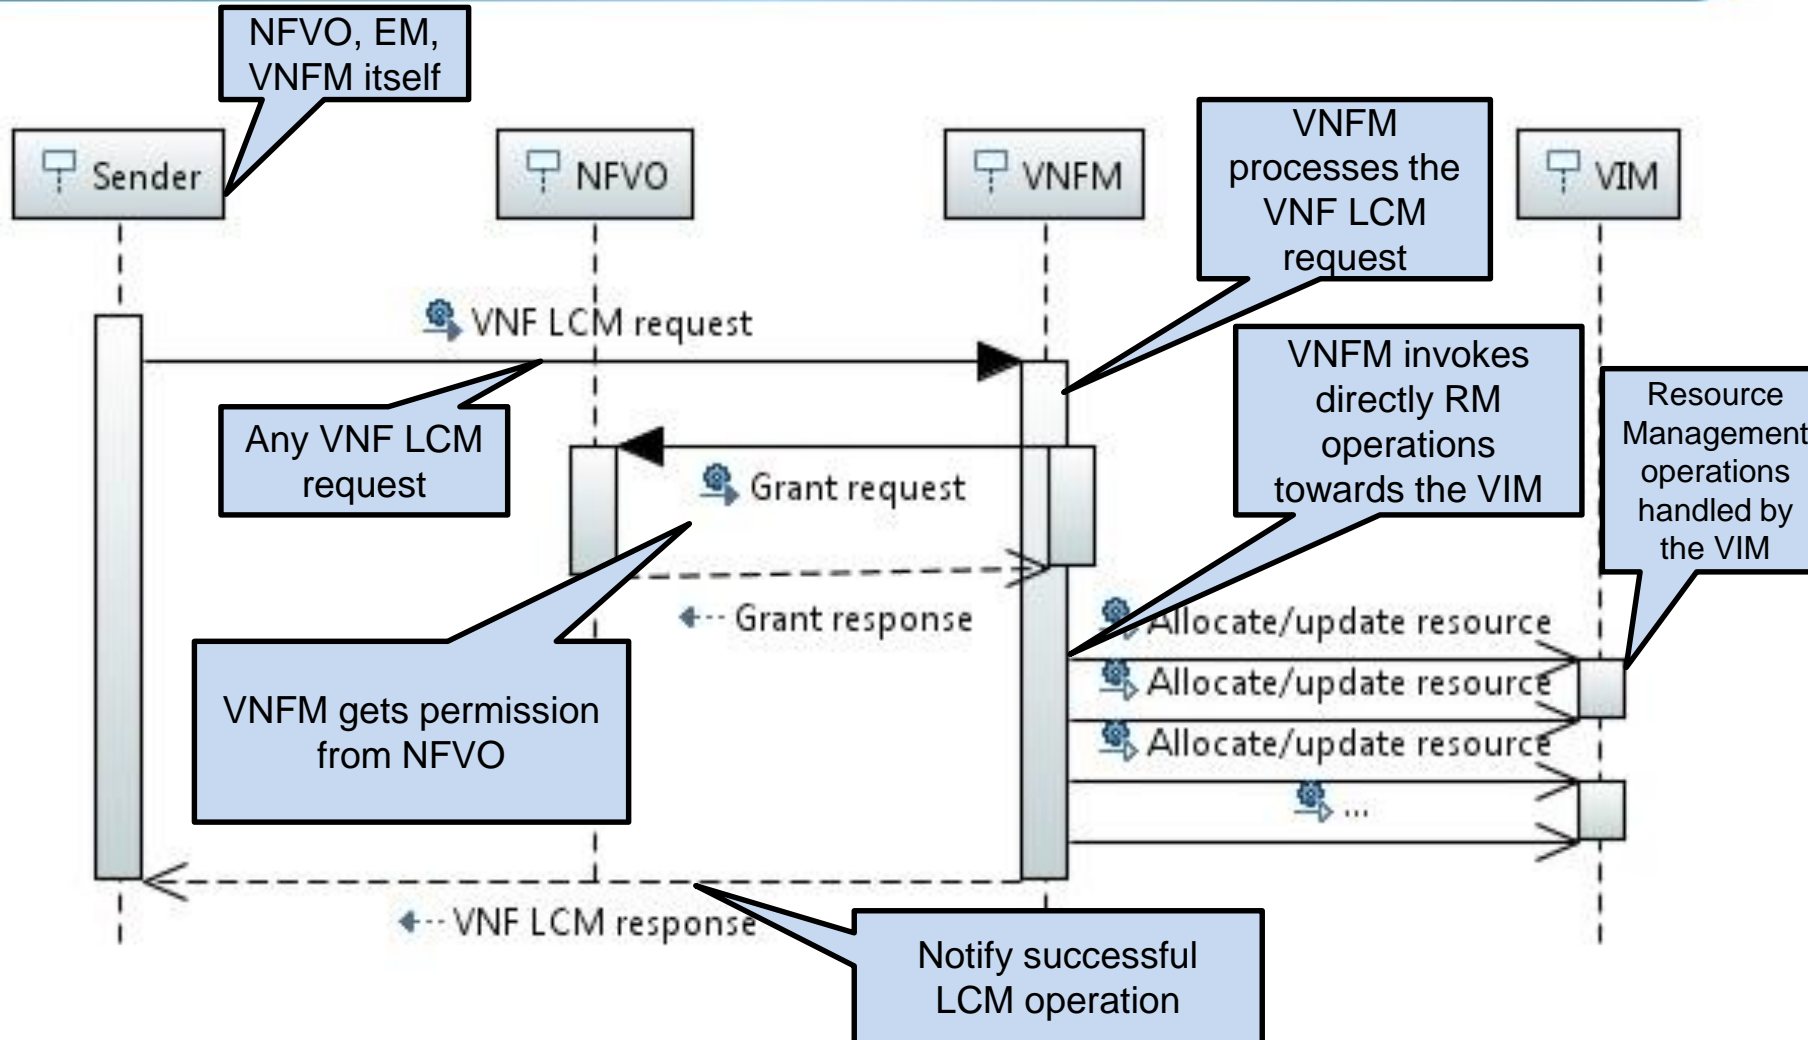 NFVO, EM,
VNFM itself
Sender
NFVO
VNFM
VIM
VNFM
processes the
VNF LCM
request
VNF LCM request
Any VNF LCM
request
VNFM invokes
directly RM
operations
towards the VIM
Resource
Management
operations
handled by
the VIM
Grant request
Grant response
VNFM gets permission
from NFVO
Allocate/update resource
Allocate/update resource
Allocate/update resource
...
VNF LCM response
Notify successful
LCM operation